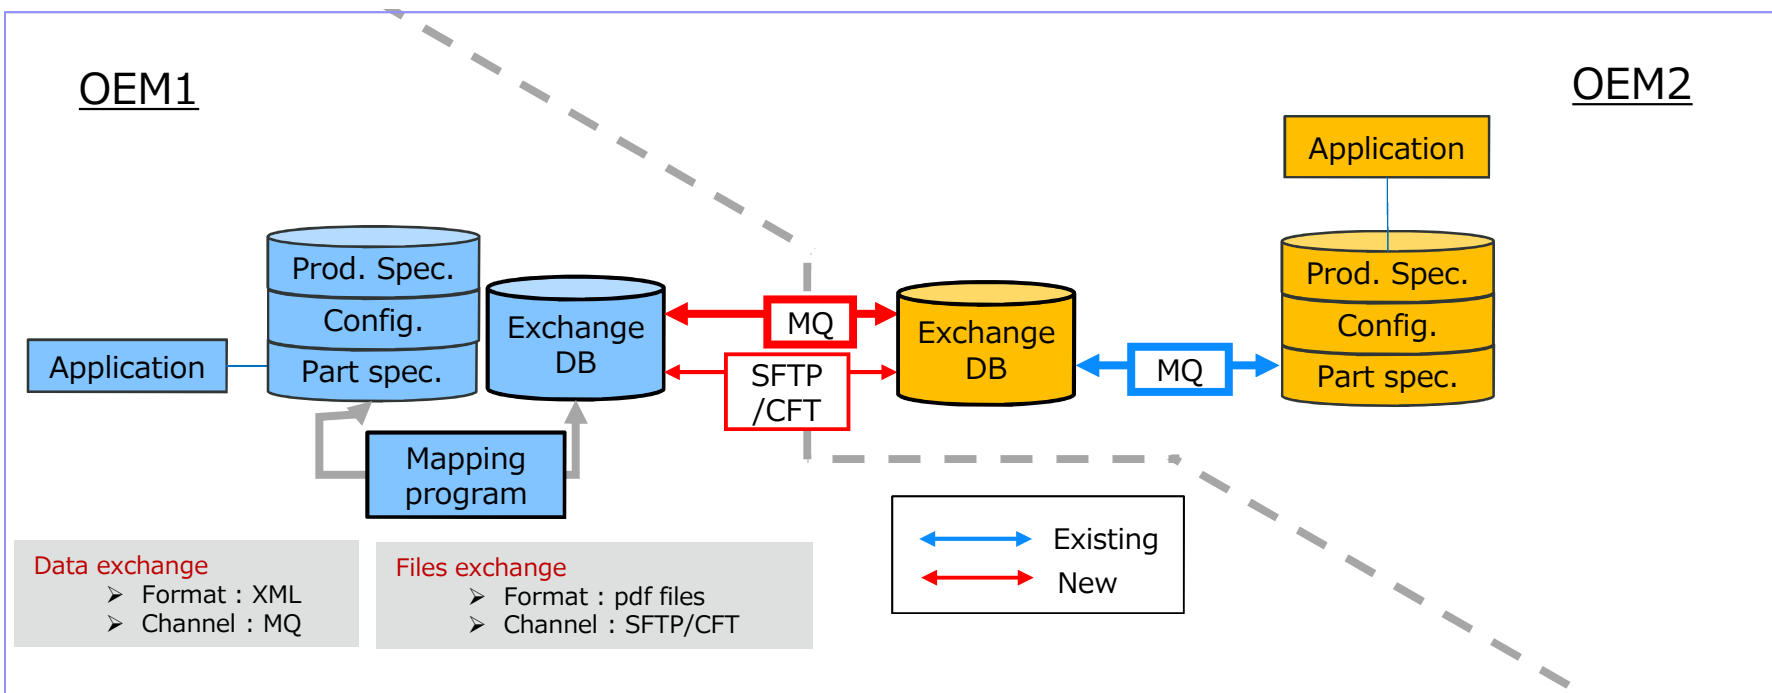 OEM1
OEM2
Application
Prod. Spec.
Config.
Part spec.
Application
Exchange
DB
MQ
SFTP
/CFT
Exchange
DB
MQ
Prod. Spec.
Config.
Part spec.
Mapping
program
Existing
New
Data exchange
➢ Format : XML
➢ Channel : MQ
Files exchange
➢ Format : pdf files
➢ Channel : SFTP/CFT